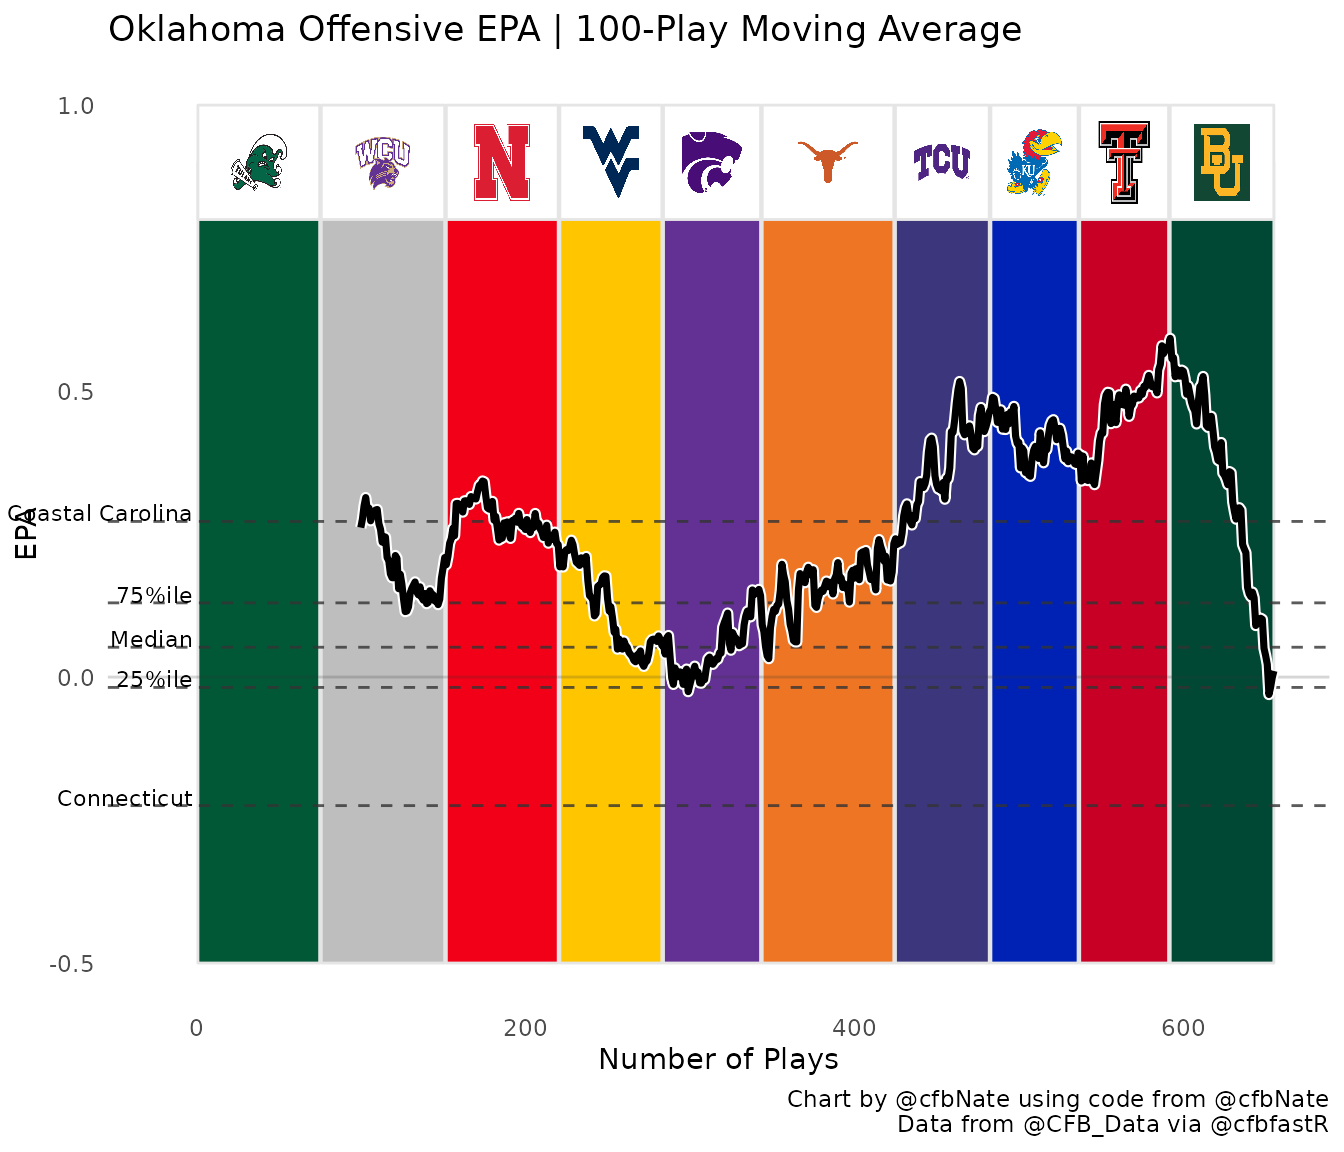 Oklahoma Offensive EPA | 100-Play Moving Average
1.0
WCU
N
WV
TCU
KU
T
BU
0.5
Coastal Carolina
EPA
75%ile
Median
0.0
25%ile
Connecticut
-0.5
0 200 400 600
Number of Plays
Chart by @cfbNate using code from @cfbNate
Data from @CFB_Data via @cfbfastR